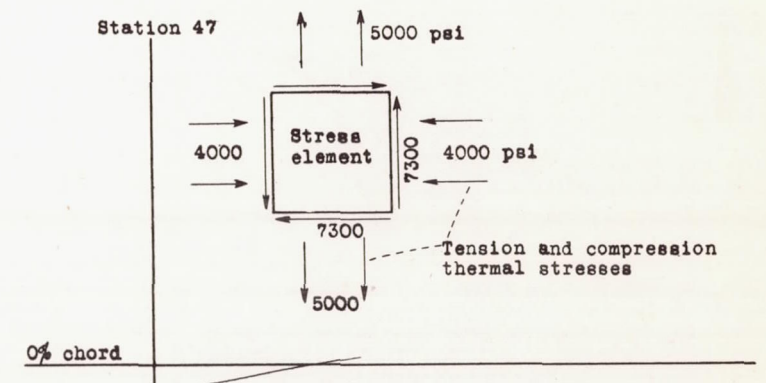 Station 47
5000 psi
Stress
element
4000
7300
4000 psi
7300
Tension and compression
thermal stresses
5000
0% chord